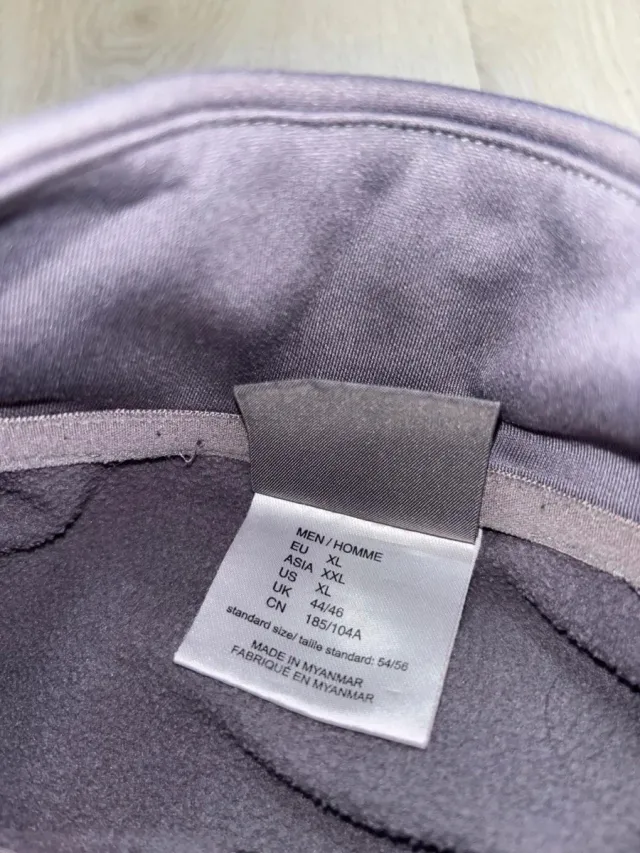 MEN / HOMME
EU XL
ASIA XXL
US XL
UK 44/46
CN 185/104A
standard size/ taille standard: 54/56
MADE IN MYANMAR
FABRIQUÉ EN MYANMAR